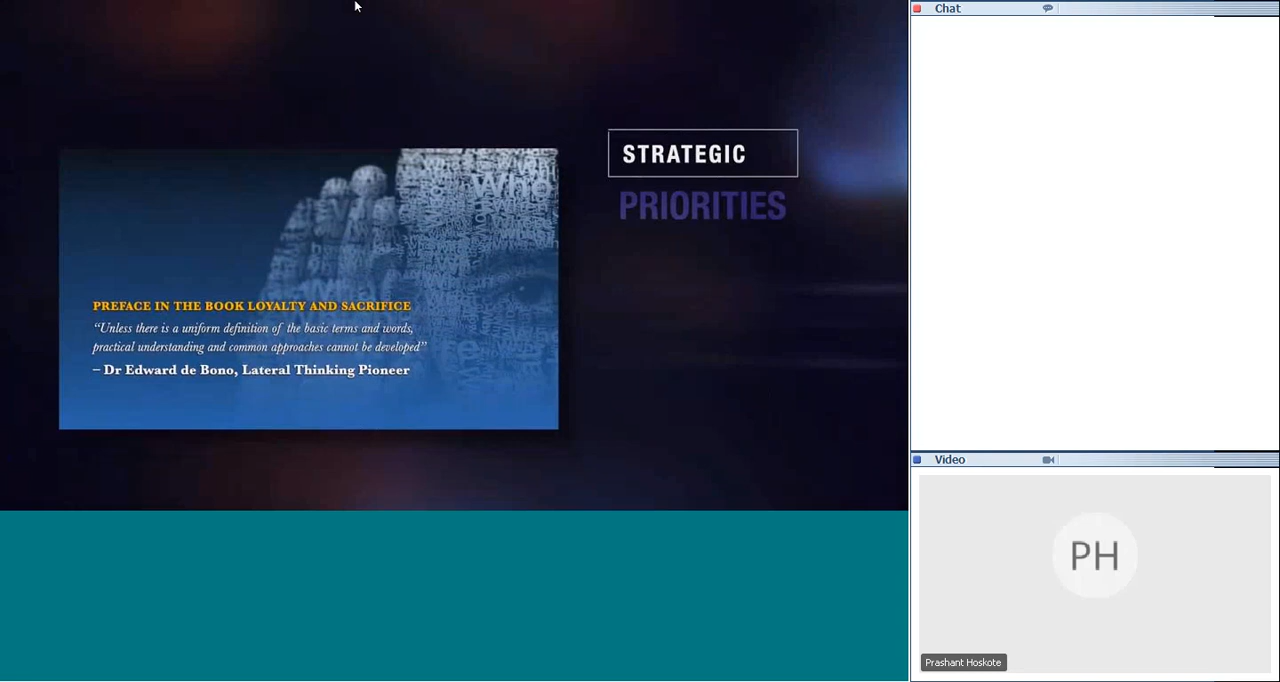 STRATEGIC
PRIORITIES
Who
PREFACE IN THE BOOK LOYALTY AND SACRIFICE
“Unless there is a uniform definition of the basic terms and words,
practical understanding and common approaches cannot be developed”
– Dr Edward de Bono, Lateral Thinking Pioneer
Chat
Video
PH
Prashant Hoskote